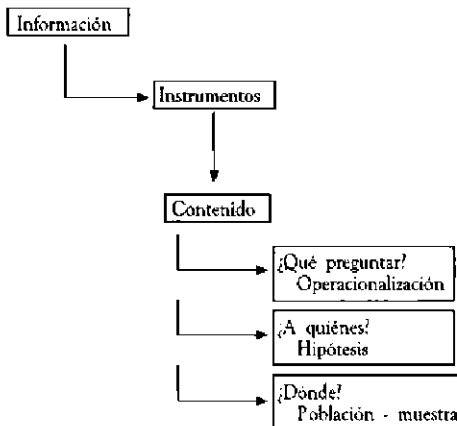 Información
Instrumentos
Contenido
¿Qué preguntar?
Operacionalización
¿A quiénes?
Hipótesis
¿Dónde?
Población - muestra